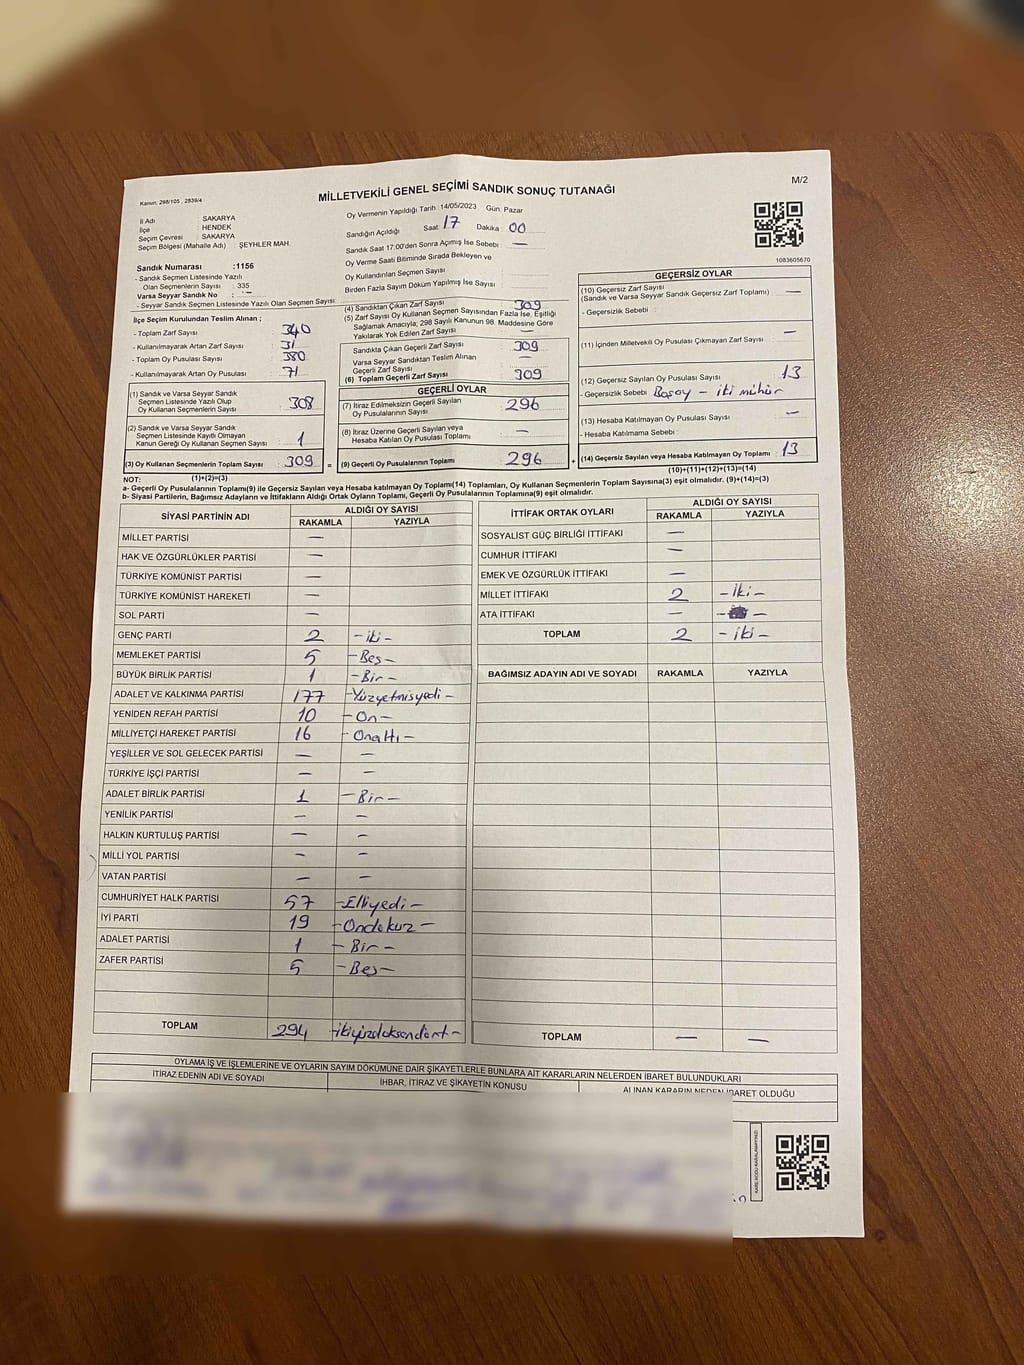 MİLLETVEKİLİ GENEL SEÇİMİ SANDIK SONUÇ TUTANAĞI
M/2
Kanun: 298/105 , 2839/4
İl Adı : SAKARYA
İlçe : HENDEK
Seçim Çevresi : SAKARYA
Seçim Bölgesi (Mahalle Adı) : ŞEYHLER MAH.
Sandık Numarası :1156
- Sandık Seçmen Listesinde Yazılı
Olan Seçmenlerin Sayısı : 335
Varsa Seyyar Sandık No : -
- Seyyar Sandık Seçmen Listesinde Yazılı Olan Seçmen Sayısı:
Oy Vermenin Yapıldığı Tarih :14/05/2023 Gün: Pazar
Sandığın Açıldığı Saat: 17 Dakika : 00
Sandık Saat 17:00'den Sonra Açımış İse Sebebi : —
Oy Verme Saati Bitiminde Sırada Bekleyen ve
Oy Kullandırılan Seçmen Sayısı
Birden Fazla Sayım Döküm Yapılmış İse Sayısı
1083605670
İlçe Seçim Kurulundan Teslim Alınan ;
- Toplam Zarf Sayısı : 340
- Kullanılmayarak Artan Zarf Sayısı : 31
- Toplam Oy Pusulası Sayısı : 380
- Kullanılmayarak Artan Oy Pusulası : 71
(1) Sandık ve Varsa Seyyar Sandık
Seçmen Listesinde Yazılı Olup
Oy Kullanan Seçmenlerin Sayısı : 308
(2) Sandık ve Varsa Seyyar Sandık
Seçmen Listesinde Kayıtlı Olmayan
Kanun Gereği Oy Kullanan Seçmen Sayısı : 1
(3) Oy Kullanan Seçmenlerin Toplam Sayısı : 309 =
(1)+(2)=(3)
(4) Sandıktan Çıkan Zarf Sayısı : 309
(5) Zarf Sayısı Oy Kullanan Seçmen Sayısından Fazla İse, Eşitliği
Sağlamak Amacıyla; 298 Sayılı Kanunun 98. Maddesine Göre
Yakılarak Yok Edilen Zarf Sayısı : —
Sandıkta Çıkan Geçerli Zarf Sayısı : 309
Varsa Seyyar Sandıktan Teslim Alınan
Geçerli Zarf Sayısı : —
(6) Toplam Geçerli Zarf Sayısı : 309
GEÇERLİ OYLAR
(7) İtiraz Edilmeksizin Geçerli Sayılan
Oy Pusulalarının Sayısı : 296
(8) İtiraz Üzerine Geçerli Sayılan veya
Hesaba Katılan Oy Pusulası Toplamı : —
(9) Geçerli Oy Pusulalarının Toplamı : 296 +
GEÇERSİZ OYLAR
(10) Geçersiz Zarf Sayısı
(Sandık ve Varsa Seyyar Sandık Geçersiz Zarf Toplamı) : —
- Geçersizlik Sebebi :
(11) İçinden Milletvekili Oy Pusulası Çıkmayan Zarf Sayısı : —
(12) Geçersiz Sayılan Oy Pusulası Sayısı : 13
- Geçersizlik Sebebi : Boşoy - iki mühür
(13) Hesaba Katılmayan Oy Pusulası Sayısı : —
- Hesaba Katılmama Sebebi :
(14) Geçersiz Sayılan veya Hesaba Katılmayan Oy Toplamı : 13
(10)+(11)+(12)+(13)=(14)
NOT:
a- Geçerli Oy Pusulalarının Toplamı(9) ile Geçersiz Sayılan veya Hesaba katılmayan Oy Toplamı(14) Toplamları, Oy Kullanan Seçmenlerin Toplam Sayısına(3) eşit olmalıdır. (9)+(14)=(3)
b- Siyasi Partilerin, Bağımsız Adayların ve İttifakların Aldığı Ortak Oyların Toplamı, Geçerli Oy Pusulalarının Toplamına(9) eşit olmalıdır.
SİYASİ PARTİNİN ADI ALDIĞI OY SAYISI
RAKAMLA YAZIYLA
MİLLET PARTİSİ —
HAK VE ÖZGÜRLÜKLER PARTİSİ —
TÜRKİYE KOMÜNİST PARTİSİ —
TÜRKİYE KOMÜNİST HAREKETİ —
SOL PARTİ —
GENÇ PARTİ 2 -iki-
MEMLEKET PARTİSİ 5 -Beş-
BÜYÜK BİRLİK PARTİSİ 1 -Bir-
ADALET VE KALKINMA PARTİSİ 177 -Yüzyetmişyedi-
YENİDEN REFAH PARTİSİ 10 -On-
MİLLİYETÇİ HAREKET PARTİSİ 16 -Onaltı-
YEŞİLLER VE SOL GELECEK PARTİSİ — —
TÜRKİYE İŞÇİ PARTİSİ — —
ADALET BİRLİK PARTİSİ 1 -Bir-
YENİLİK PARTİSİ — —
HALKIN KURTULUŞ PARTİSİ — —
MİLLİ YOL PARTİSİ — —
VATAN PARTİSİ — —
CUMHURİYET HALK PARTİSİ 57 -Elliyedi-
İYİ PARTİ 19 -Ondokuz-
ADALET PARTİSİ 1 -Bir-
ZAFER PARTİSİ 5 -Beş-
TOPLAM 294 -ikiyüzdoksandört-
İTTİFAK ORTAK OYLARI ALDIĞI OY SAYISI
RAKAMLA YAZIYLA
SOSYALİST GÜÇ BİRLİĞİ İTTİFAKI —
CUMHUR İTTİFAKI —
EMEK VE ÖZGÜRLÜK İTTİFAKI —
MİLLET İTTİFAKI 2 -İki-
ATA İTTİFAKI — —
TOPLAM 2 -iki-
BAĞIMSIZ ADAYIN ADI VE SOYADI RAKAMLA YAZIYLA
TOPLAM — —
OYLAMA İŞ VE İŞLEMLERİNE VE OYLARIN SAYIM DÖKÜMÜNE DAİR ŞİKAYETLERLE BUNLARA AİT KARARLARIN NELERDEN İBARET BULUNDUKLARI
İTİRAZ EDENİN ADI VE SOYADI İHBAR, İTİRAZ VE ŞİKAYETİN KONUSU ALINAN KARARIN NEDEN İBARET OLDUĞU